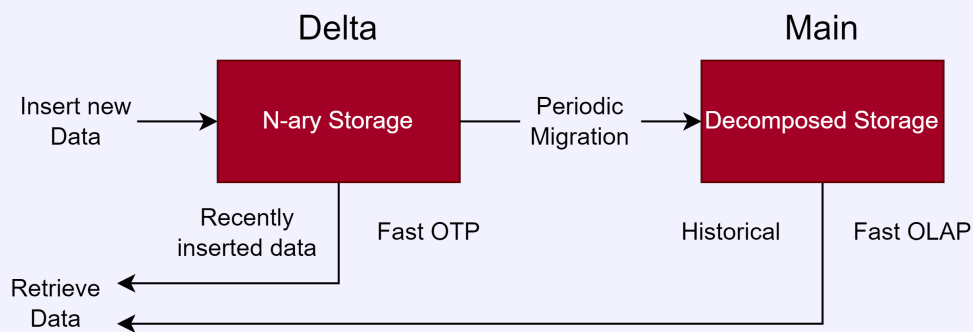 Delta
Main
Insert new
Data
N-ary Storage
Periodic
Migration
Decomposed Storage
Recently
inserted data
Fast OTP
Historical
Fast OLAP
Retrieve
Data